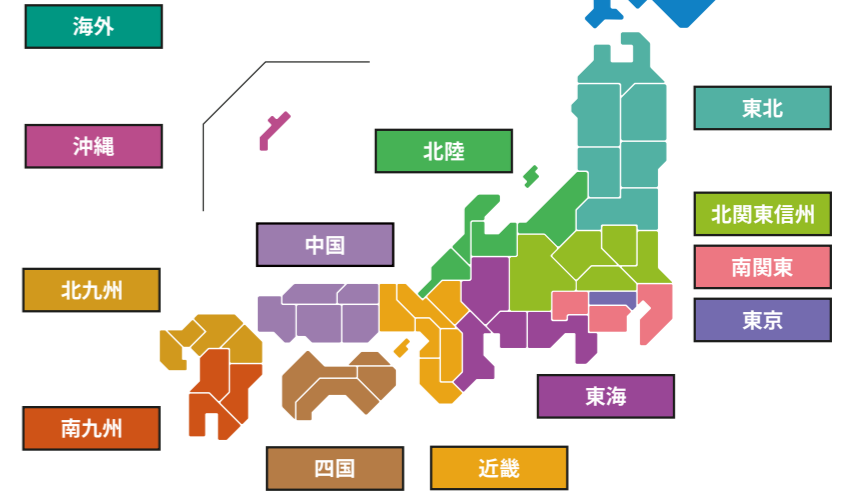 海外
沖縄
北陸
東北
北関東信州
中国
南関東
北九州
東京
東海
南九州
四国
近畿